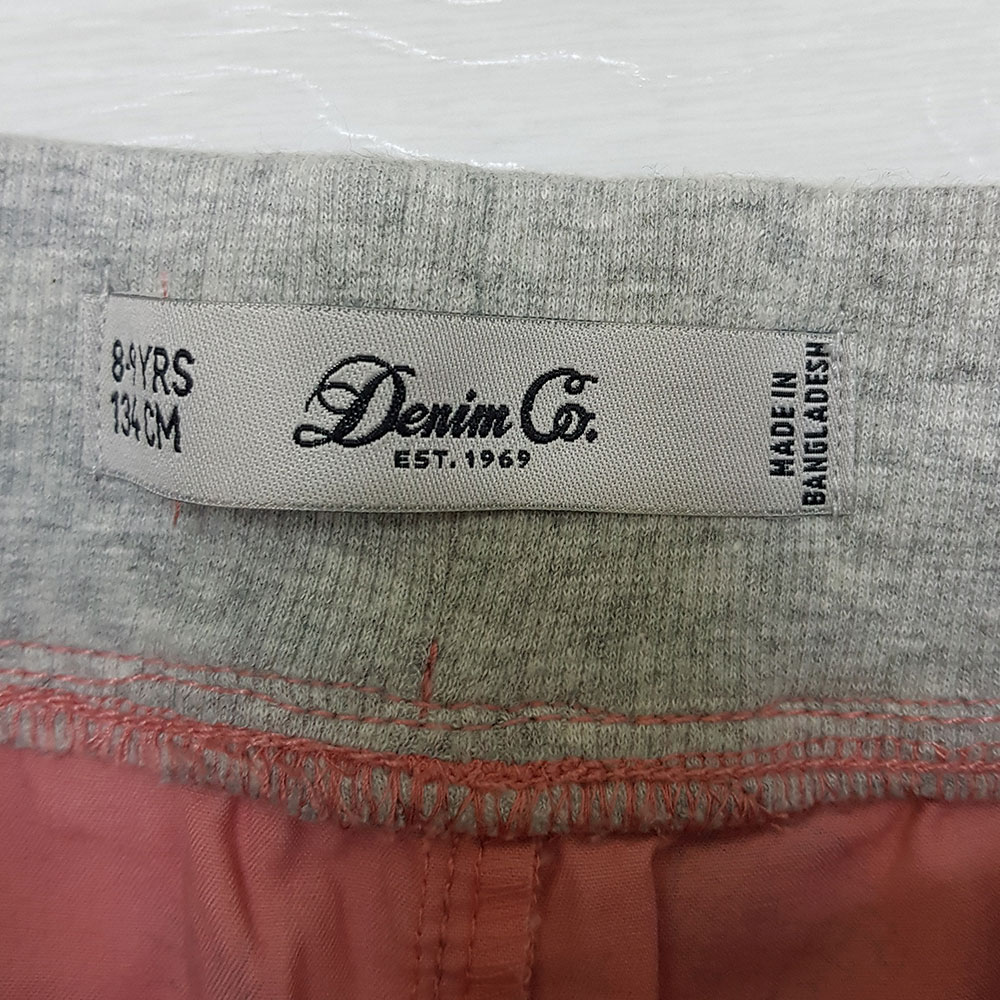 8-9YRS
134CM
Denim Co.
EST. 1969
MADE IN
BANGLADESH